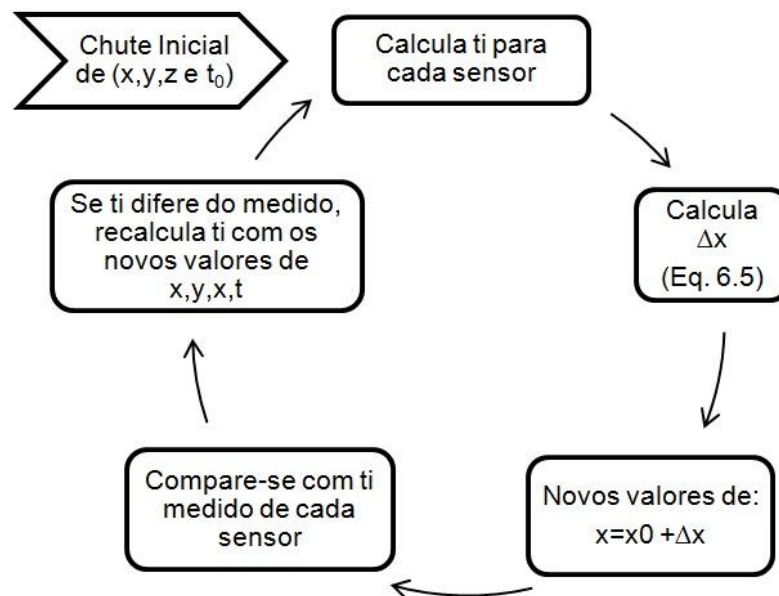 Chute Inicial
de (x,y,z e t₀)
Calcula ti para
cada sensor
Calcula
Δx
(Eq. 6.5)
Novos valores de:
x=x0 +Δx
Compare-se com ti
medido de cada
sensor
Se ti difere do medido,
recalcula ti com os
novos valores de
x,y,x,t